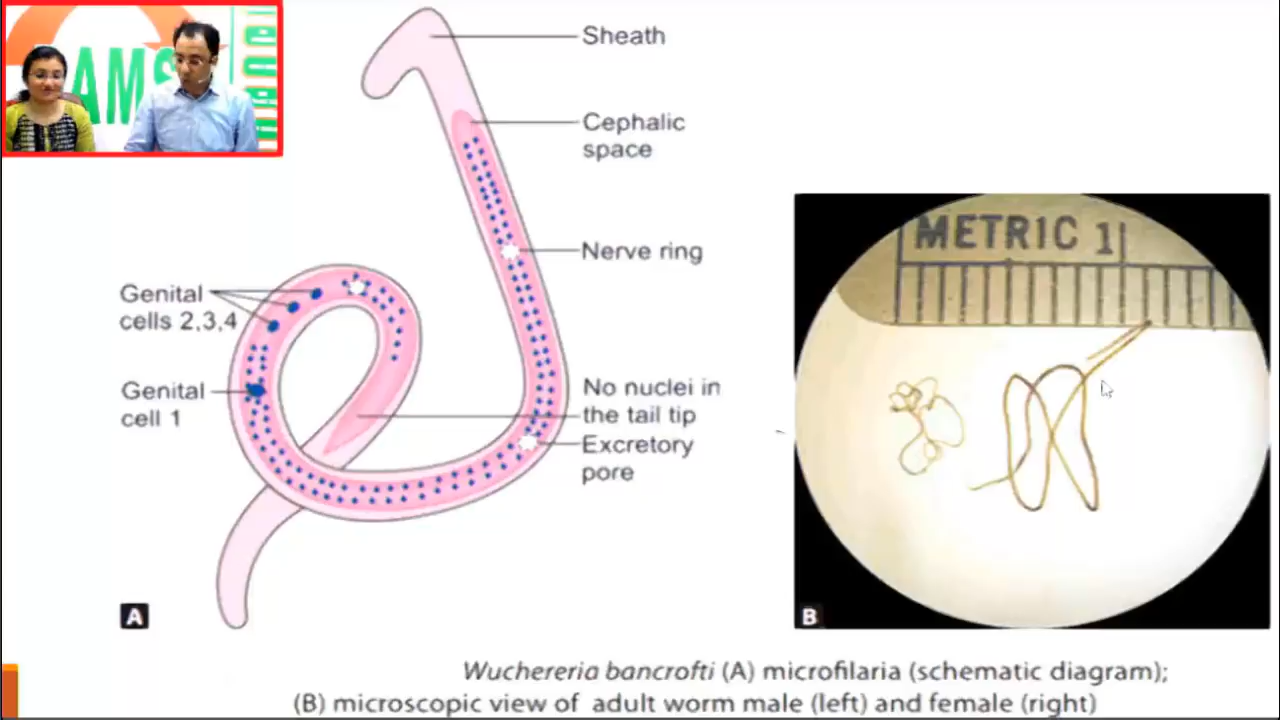 AMS
Sheath
Cephalic
space
Nerve ring
Genital
cells 2,3,4
Genital
cell 1
No nuclei in
the tail tip
Excretory
pore
A
METRIC 1
B
Wuchereria bancrofti (A) microfilaria (schematic diagram);
(B) microscopic view of adult worm male (left) and female (right)